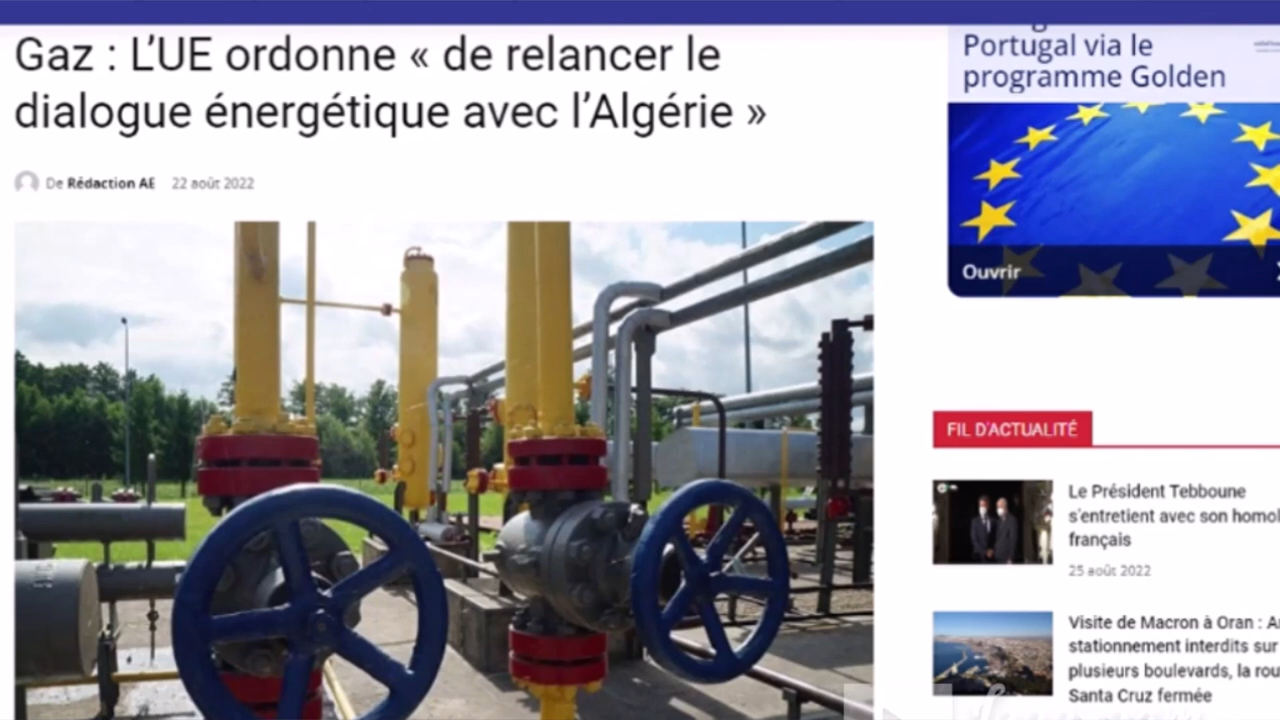 Gaz : L’UE ordonne « de relancer le
dialogue énergétique avec l’Algérie »
De Rédaction AE 22 août 2022
Portugal via le
programme Golden
Ouvrir
FIL D'ACTUALITÉ
Le Président Tebboune
s'entretient avec son homol
français
25 août 2022
Visite de Macron à Oran : A
stationnement interdits sur
plusieurs boulevards, la rou
Santa Cruz fermée